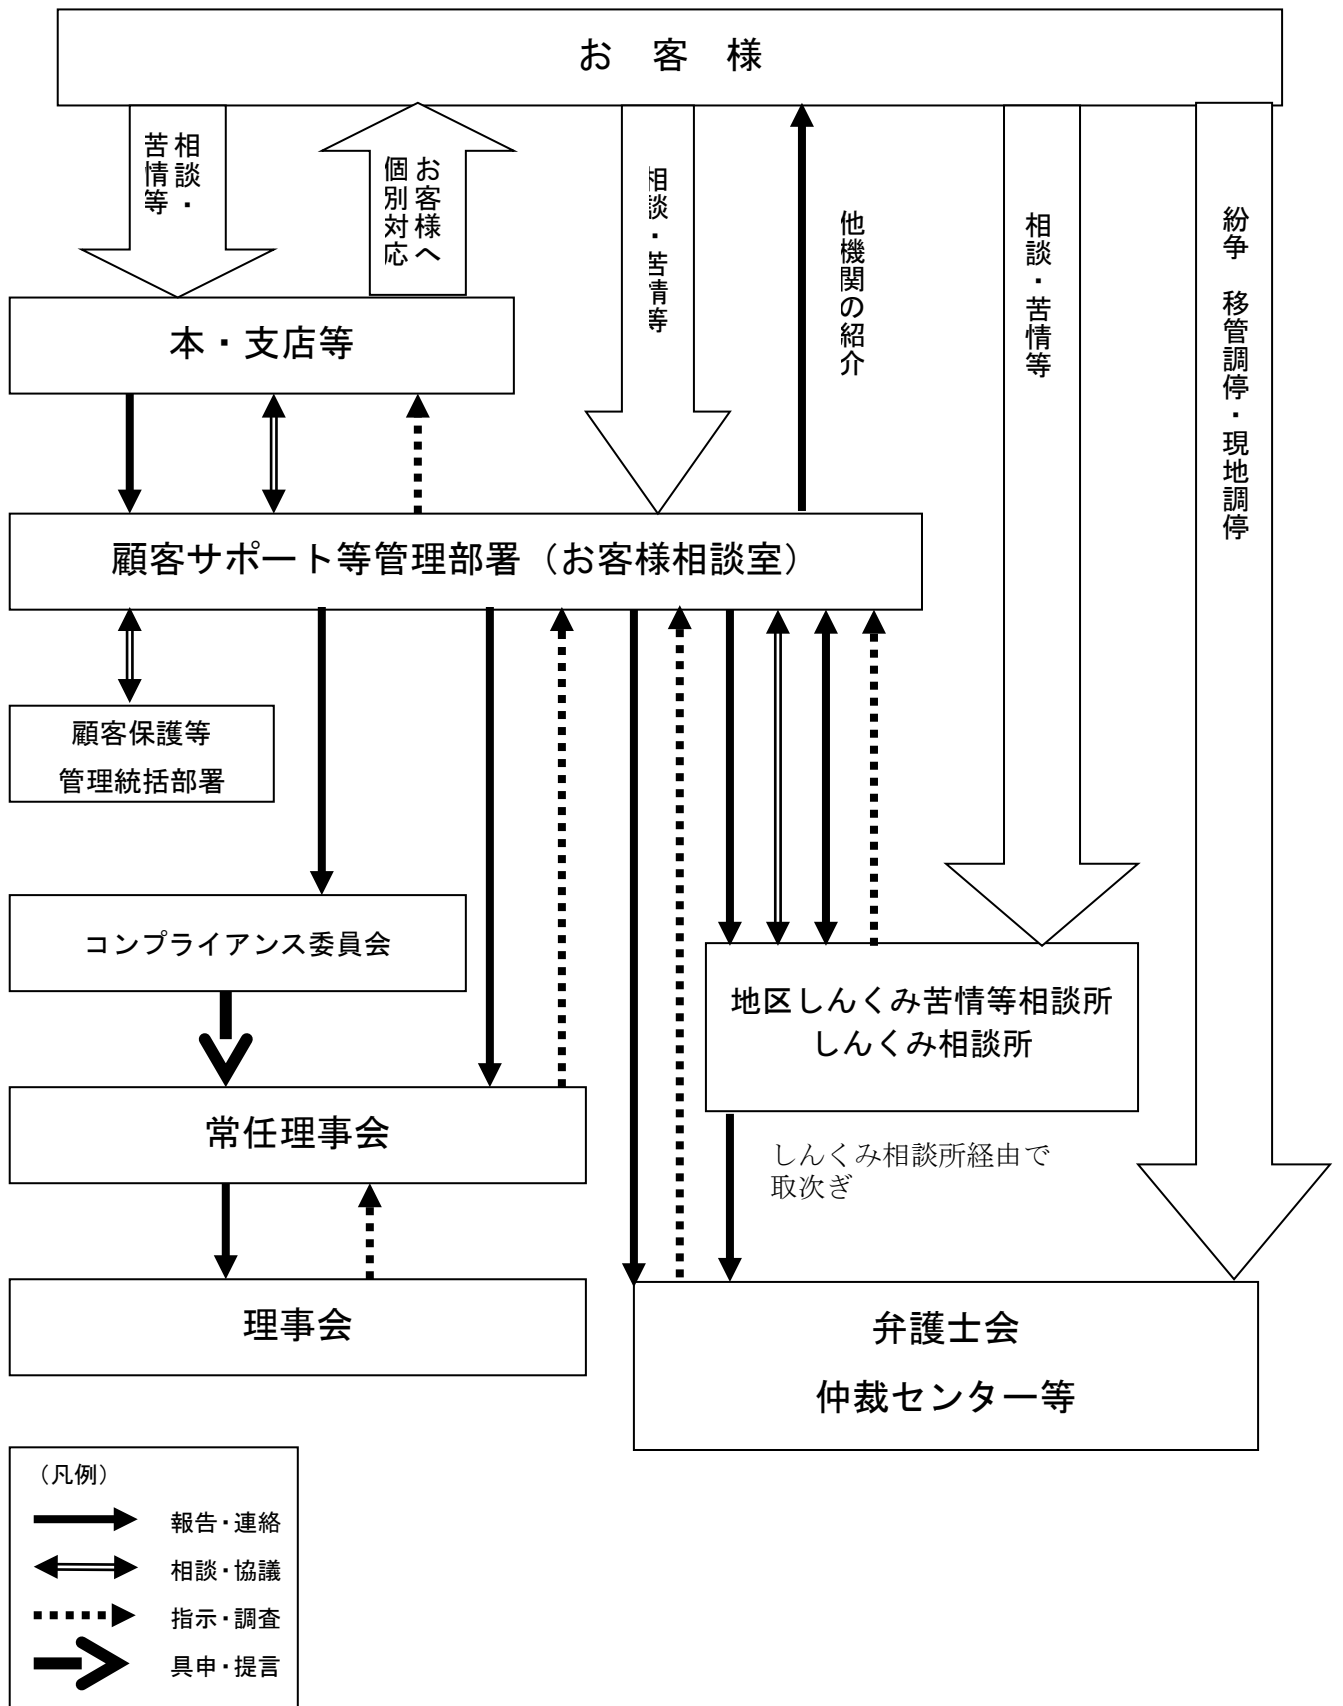 お　客　様
相談・
苦情等
お客様へ
個別対応
相談・苦情等
他機関の紹介
相談・苦情等
紛争　移管調停・現地調停
本・支店等
顧客サポート等管理部署（お客様相談室）
顧客保護等
管理統括部署
コンプライアンス委員会
地区しんくみ苦情等相談所
しんくみ相談所
常任理事会
しんくみ相談所経由で
取次ぎ
理事会
弁護士会
仲裁センター等
（凡例）
報告・連絡
相談・協議
指示・調査
具申・提言